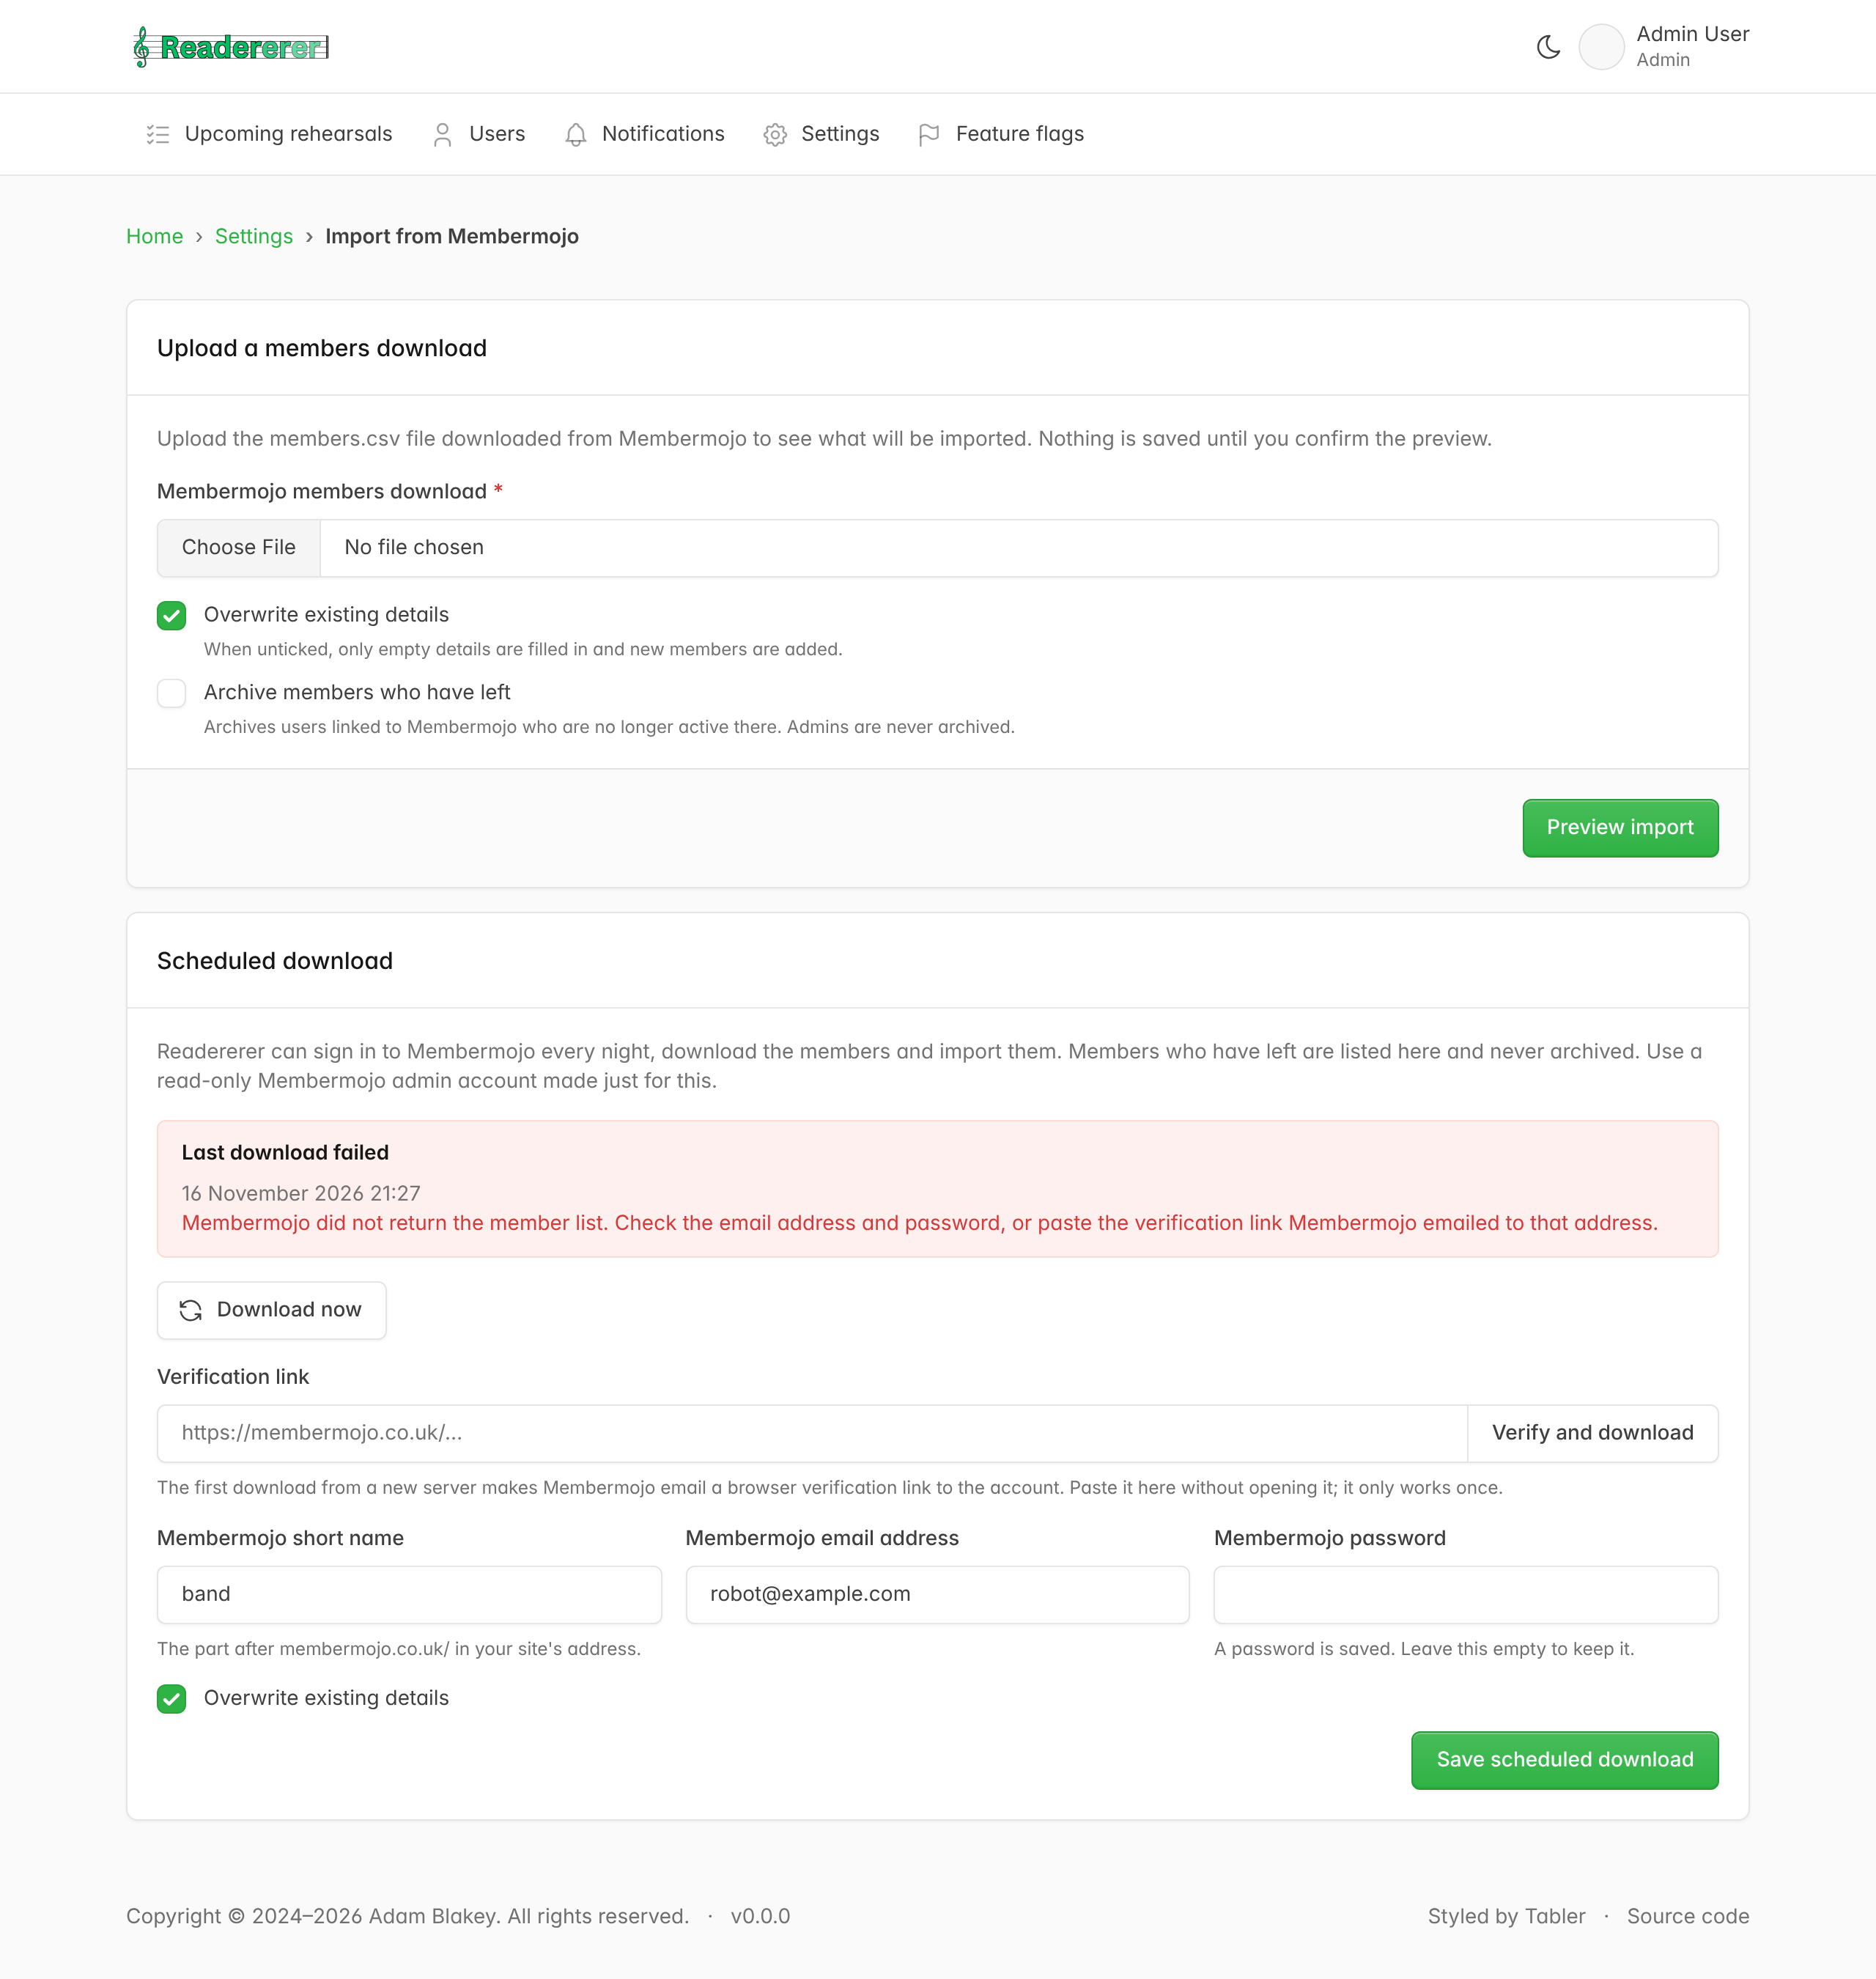 Readererer
Admin User
Admin
Upcoming rehearsals
Users
Notifications
Settings
Feature flags
Home › Settings › Import from Membermojo
Upload a members download
Upload the members.csv file downloaded from Membermojo to see what will be imported. Nothing is saved until you confirm the preview.
Membermojo members download *
Choose File
No file chosen
Overwrite existing details
When unticked, only empty details are filled in and new members are added.
Archive members who have left
Archives users linked to Membermojo who are no longer active there. Admins are never archived.
Preview import
Scheduled download
Readererer can sign in to Membermojo every night, download the members and import them. Members who have left are listed here and never archived. Use a
read-only Membermojo admin account made just for this.
Last download failed
16 November 2026 21:27
Membermojo did not return the member list. Check the email address and password, or paste the verification link Membermojo emailed to that address.
Download now
Verification link
https://membermojo.co.uk/...
Verify and download
The first download from a new server makes Membermojo email a browser verification link to the account. Paste it here without opening it; it only works once.
Membermojo short name
Membermojo email address
Membermojo password
band
robot@example.com
The part after membermojo.co.uk/ in your site's address.
A password is saved. Leave this empty to keep it.
Overwrite existing details
Save scheduled download
Copyright © 2024–2026 Adam Blakey. All rights reserved. · v0.0.0
Styled by Tabler · Source code